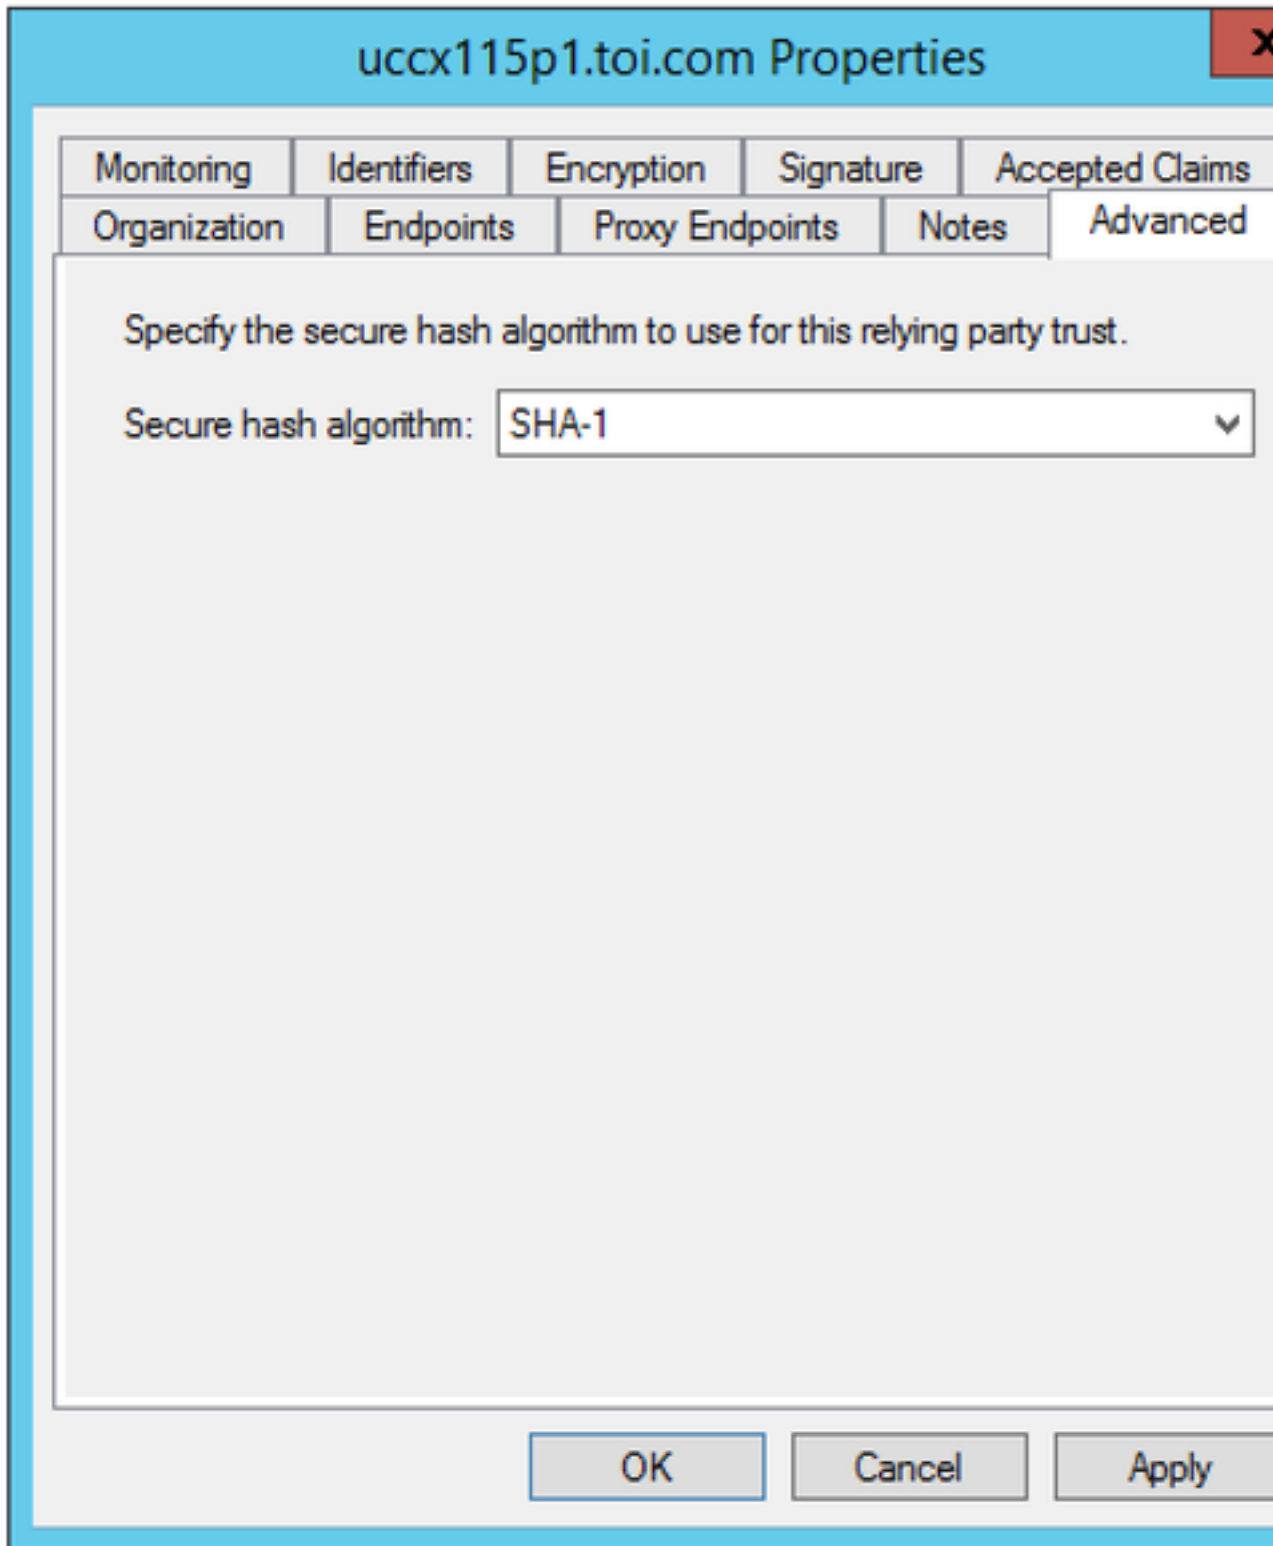 uccx115p1.toi.com Properties
x
Monitoring Identifiers Encryption Signature Accepted Claims
Organization Endpoints Proxy Endpoints Notes Advanced
Specify the secure hash algorithm to use for this relying party trust.
Secure hash algorithm: SHA-1
OK Cancel Apply